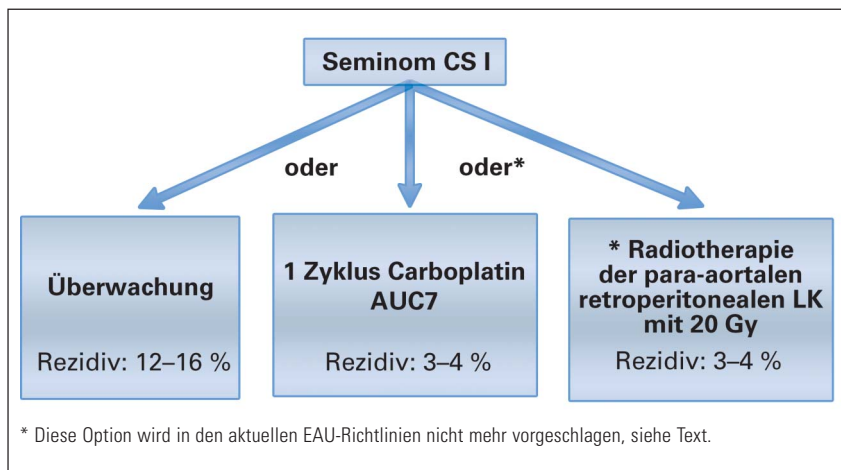 Seminom CS I
oder
oder*
Überwachung
Rezidiv: 12–16 %
1 Zyklus Carboplatin
AUC7
Rezidiv: 3–4 %
* Radiotherapie
der para-aortalen
retroperitonealen LK
mit 20 Gy
Rezidiv: 3–4 %
* Diese Option wird in den aktuellen EAU-Richtlinien nicht mehr vorgeschlagen, siehe Text.